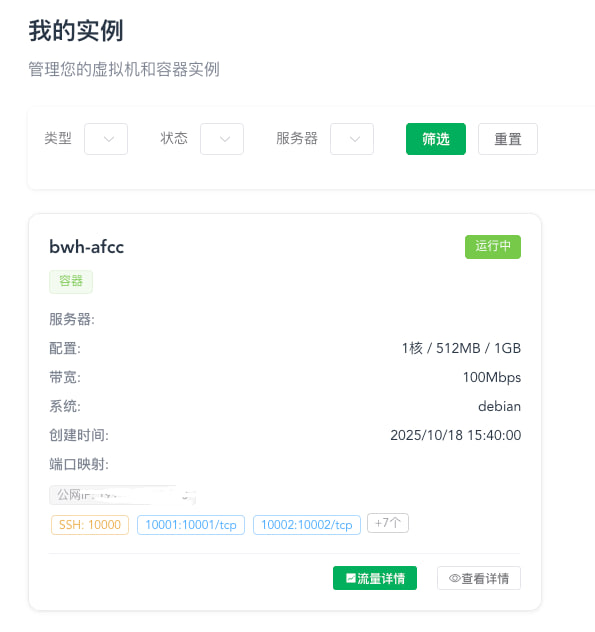 我的实例
管理您的虚拟机和容器实例
类型 状态 服务器 筛选 重置
bwh-afcc 运行中
容器
服务器:
配置: 1核 / 512MB / 1GB
带宽: 100Mbps
系统: debian
创建时间: 2025/10/18 15:40:00
端口映射:
公网
SSH: 10000 10001:10001/tcp 10002:10002/tcp +7个
流量详情 查看详情